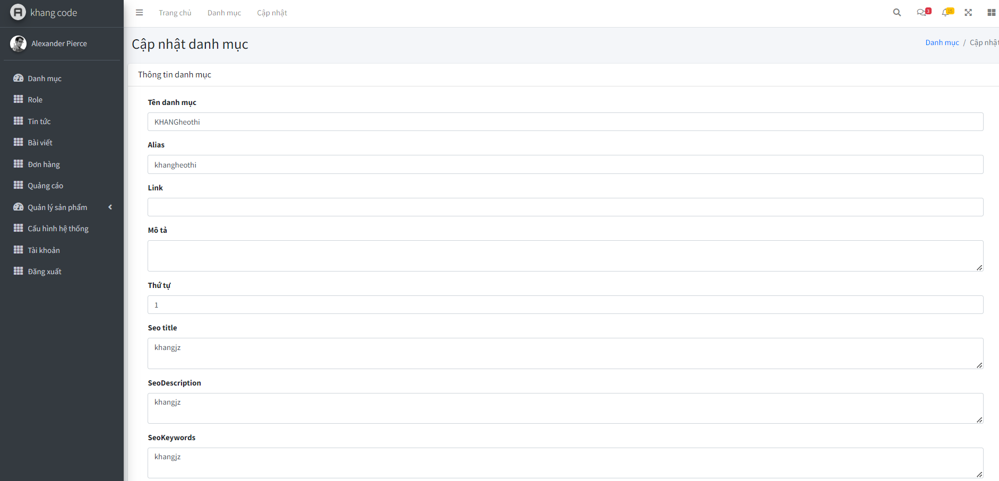 khang code
Trang chủ
Danh mục
Cập nhật
3
15
Alexander Pierce
Danh mục
Role
Tin tức
Bài viết
Đơn hàng
Quảng cáo
Quản lý sản phẩm
Cấu hình hệ thống
Tài khoản
Đăng xuất
Cập nhật danh mục
Danh mục / Cập nhật
Thông tin danh mục
Tên danh mục
KHANGheothi
Alias
khangheothi
Link
Mô tả
Thứ tự
1
Seo title
khangjz
SeoDescription
khangjz
SeoKeywords
khangjz